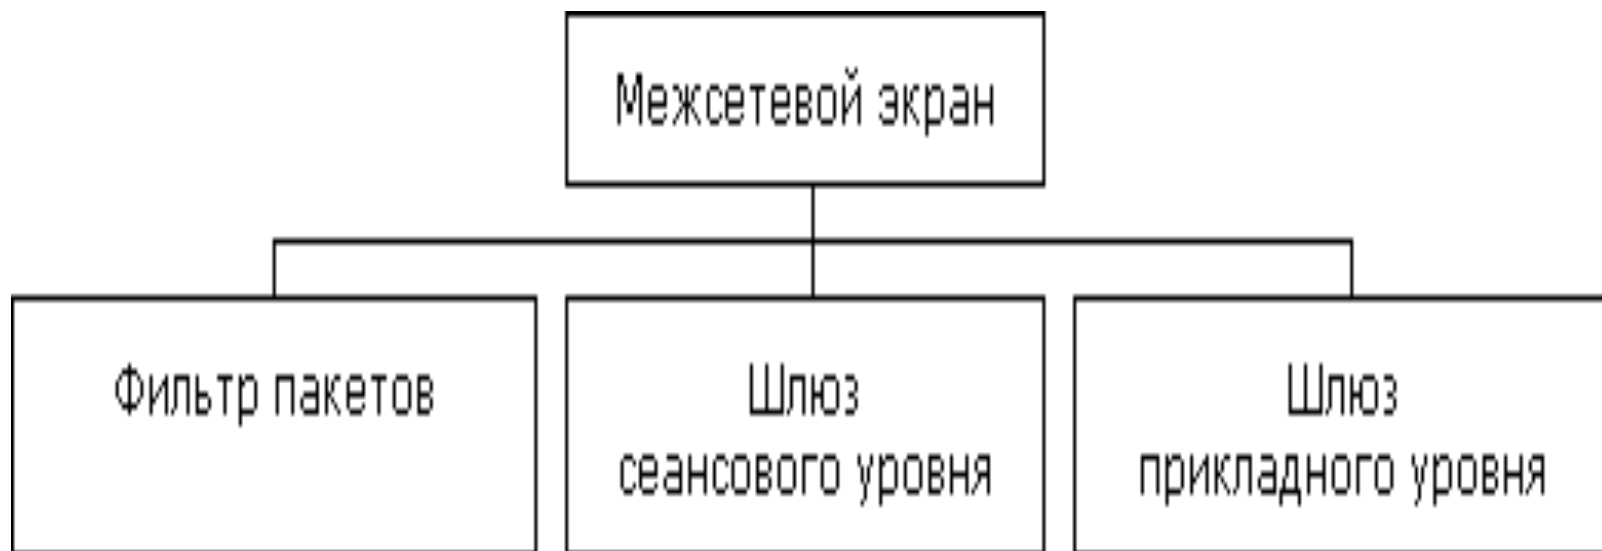 Межсетевой экран
Фильтр пакетов
Шлюз
сеансового уровня
Шлюз
прикладного уровня